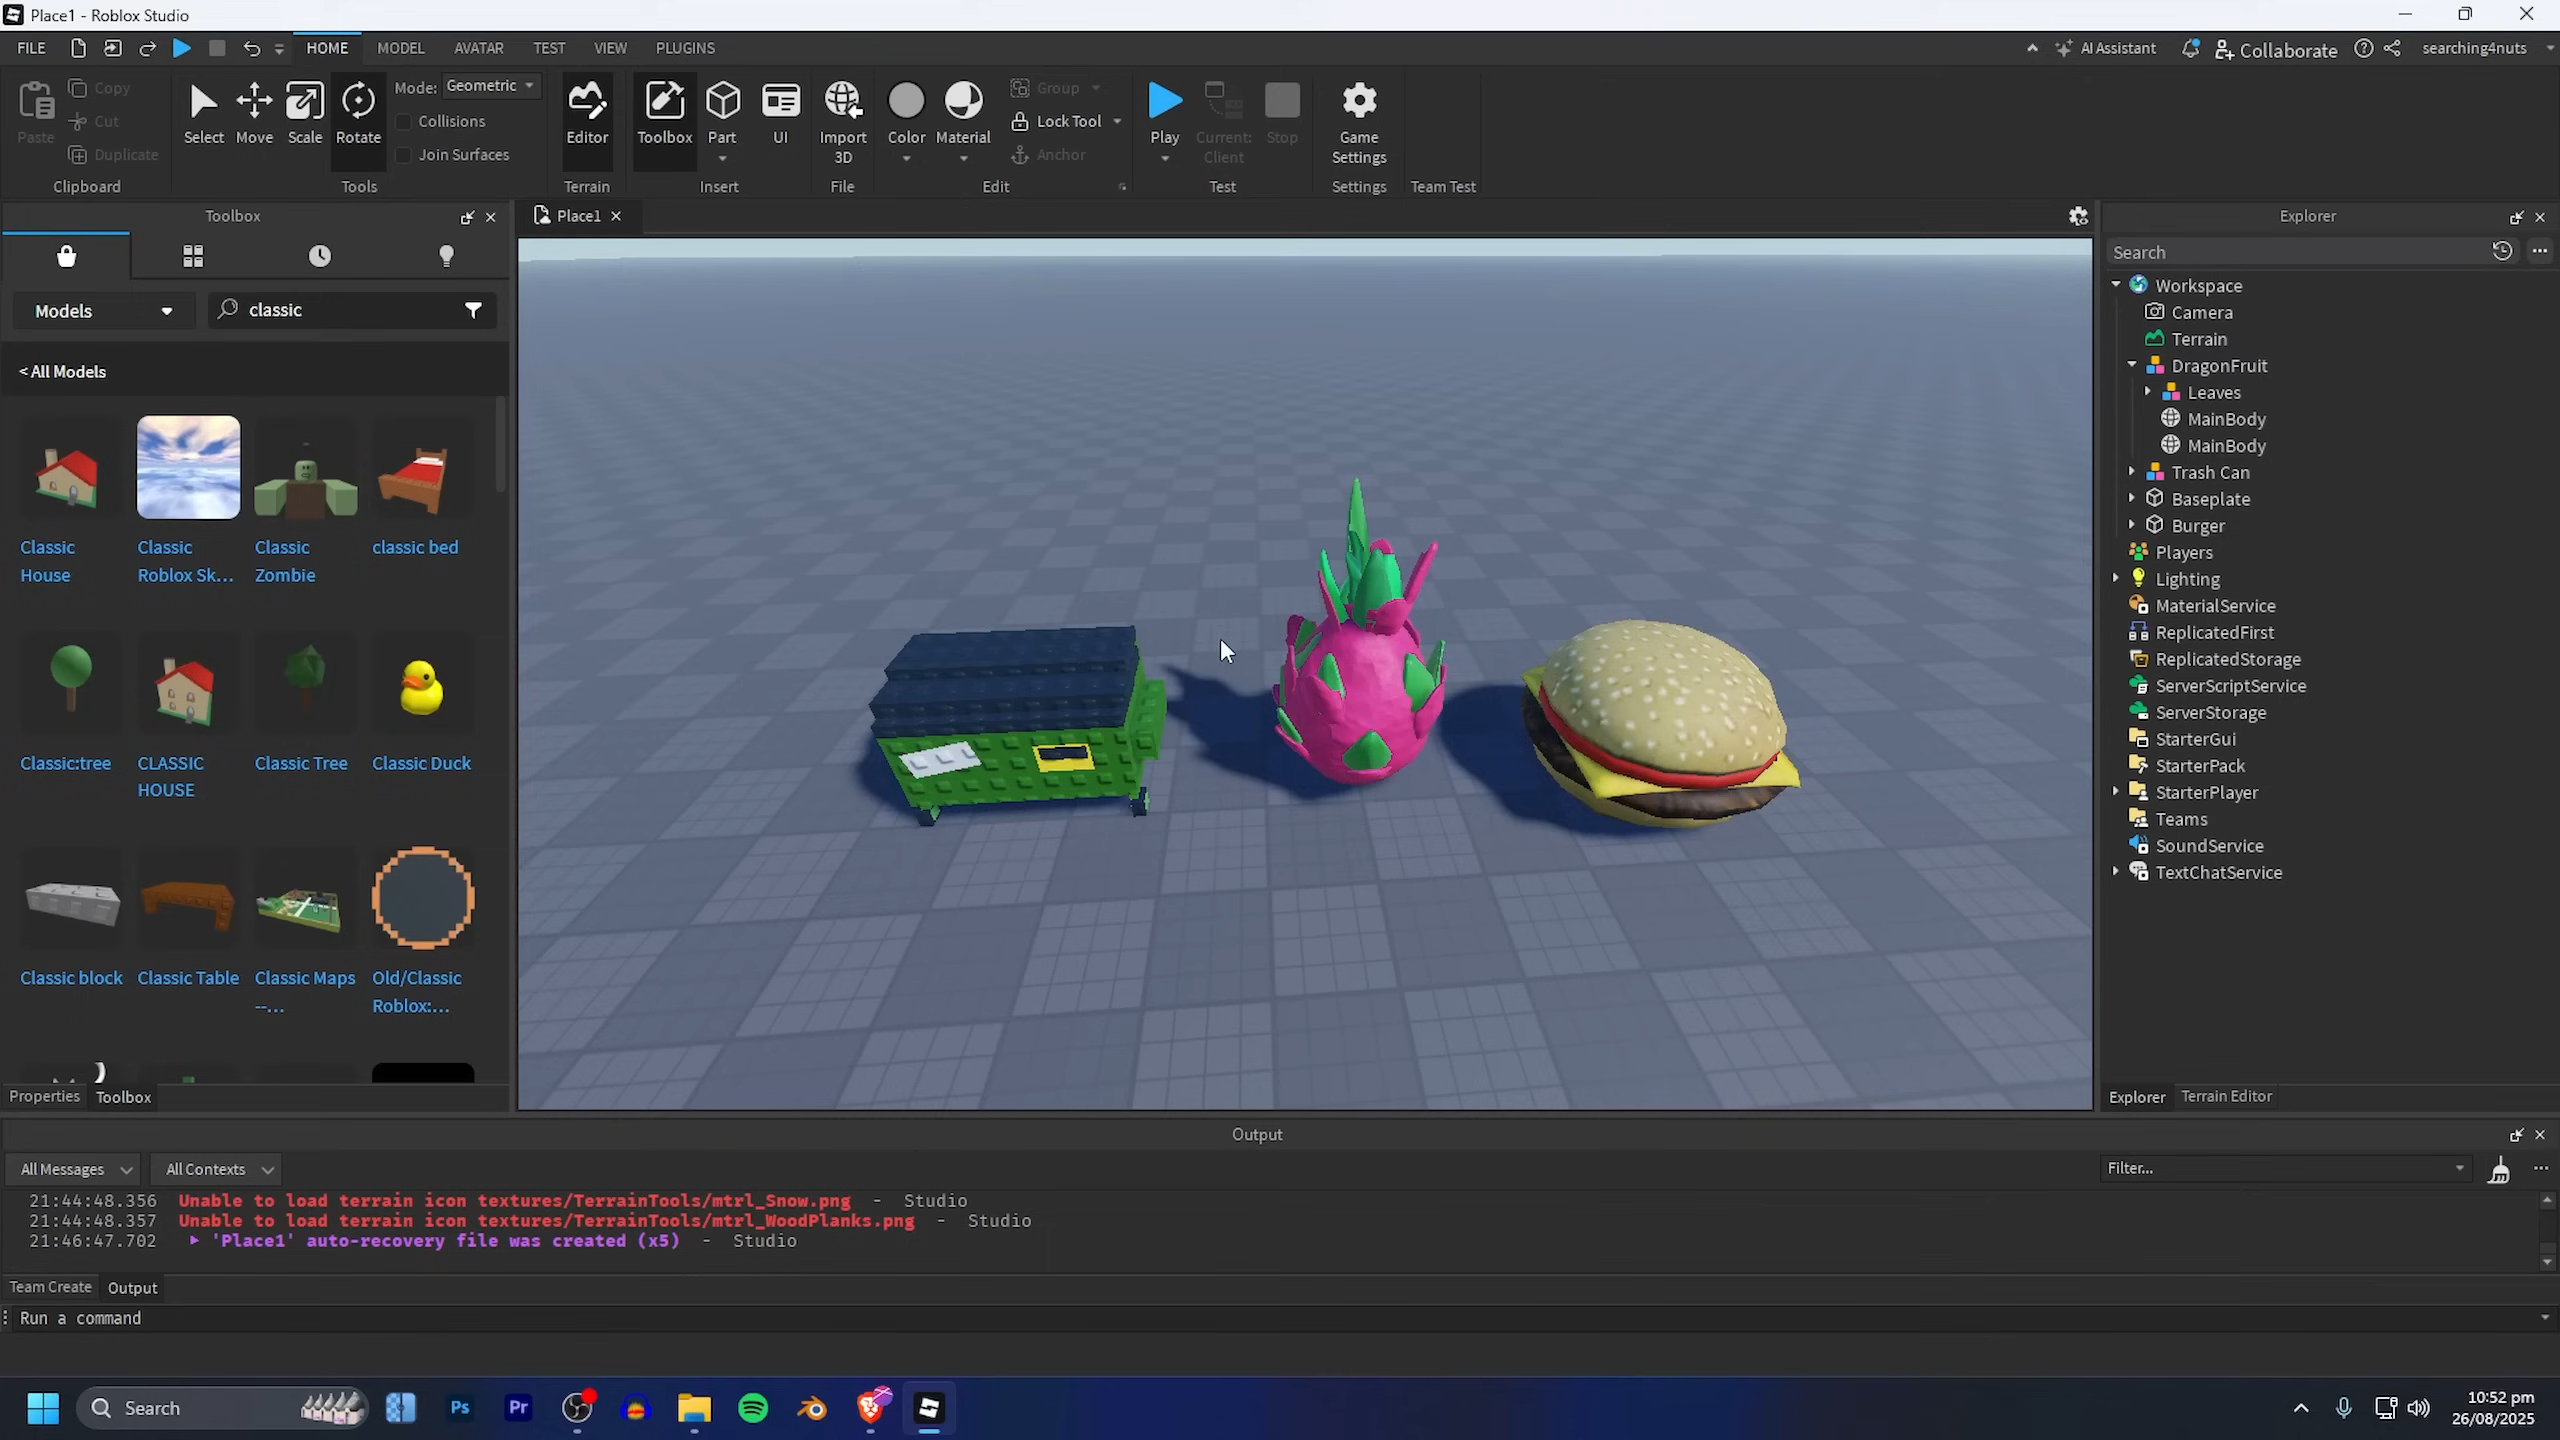 Place1 - Roblox Studio
FILE HOME MODEL AVATAR TEST VIEW PLUGINS AI Assistant Collaborate searching4nuts
Paste Copy Cut Duplicate
Clipboard
Select Move Scale Rotate
Mode: Geometric
Collisions
Join Surfaces
Tools
Editor
Terrain
Toolbox Part UI
Insert
Import 3D
File
Color Material
Group
Lock Tool
Anchor
Edit
Play Current: Client Stop
Test
Game Settings
Settings
Team Test
Toolbox
Models classic
< All Models
Classic House
Classic Roblox Sk...
Classic Zombie
classic bed
Classic:tree
CLASSIC HOUSE
Classic Tree
Classic Duck
Classic block
Classic Table
Classic Maps --...
Old/Classic Roblox:...
Properties Toolbox
Place1
Explorer
Search
Workspace
Camera
Terrain
DragonFruit
Leaves
MainBody
MainBody
Trash Can
Baseplate
Burger
Players
Lighting
MaterialService
ReplicatedFirst
ReplicatedStorage
ServerScriptService
ServerStorage
StarterGui
StarterPack
StarterPlayer
Teams
SoundService
TextChatService
Explorer Terrain Editor
Output
All Messages All Contexts Filter...
21:44:48.356 Unable to load terrain icon textures/TerrainTools/mtrl_Snow.png - Studio
21:44:48.357 Unable to load terrain icon textures/TerrainTools/mtrl_WoodPlanks.png - Studio
21:46:47.702 'Place1' auto-recovery file was created (x5) - Studio
Team Create Output
Run a command
Search Ps Pr
10:52 pm
26/08/2025